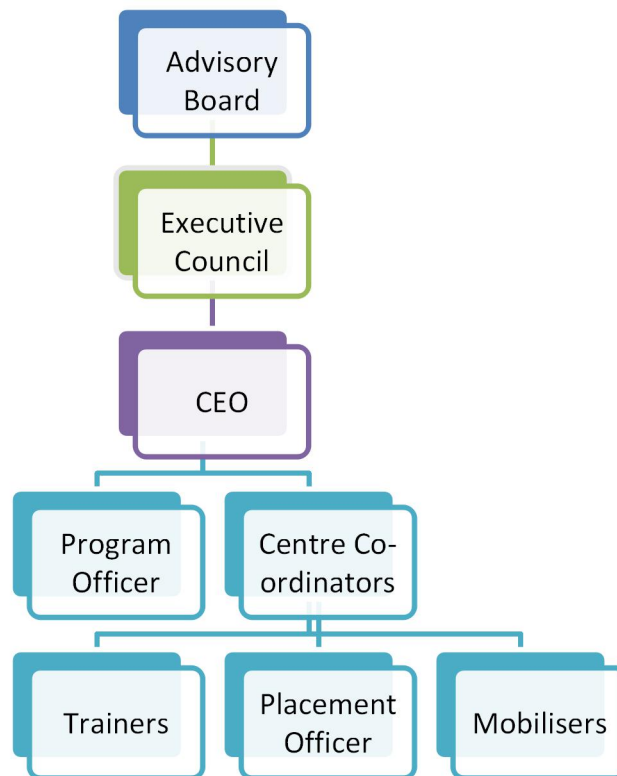 Advisory
Board
Executive
Council
CEO
Program
Officer
Centre Co-
ordinators
Trainers
Placement
Officer
Mobilisers